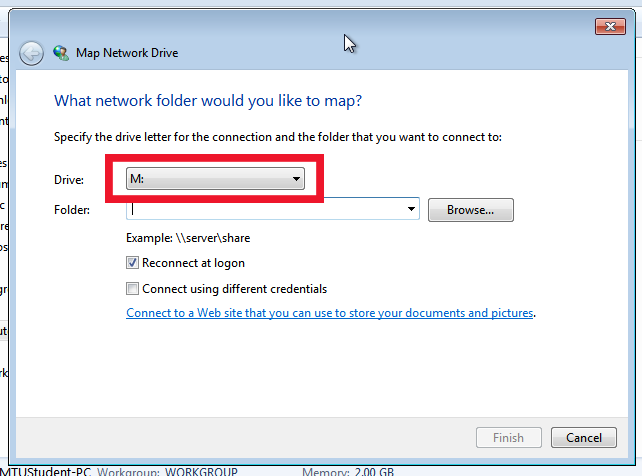 Map Network Drive
What network folder would you like to map?
Specify the drive letter for the connection and the folder that you want to connect to:
Drive: M:
Folder: Browse...
Example: \\server\share
Reconnect at logon
Connect using different credentials
Connect to a Web site that you can use to store your documents and pictures.
Finish Cancel
MTUStudent-PC Workgroup: WORKGROUP Memory: 2.00 GB